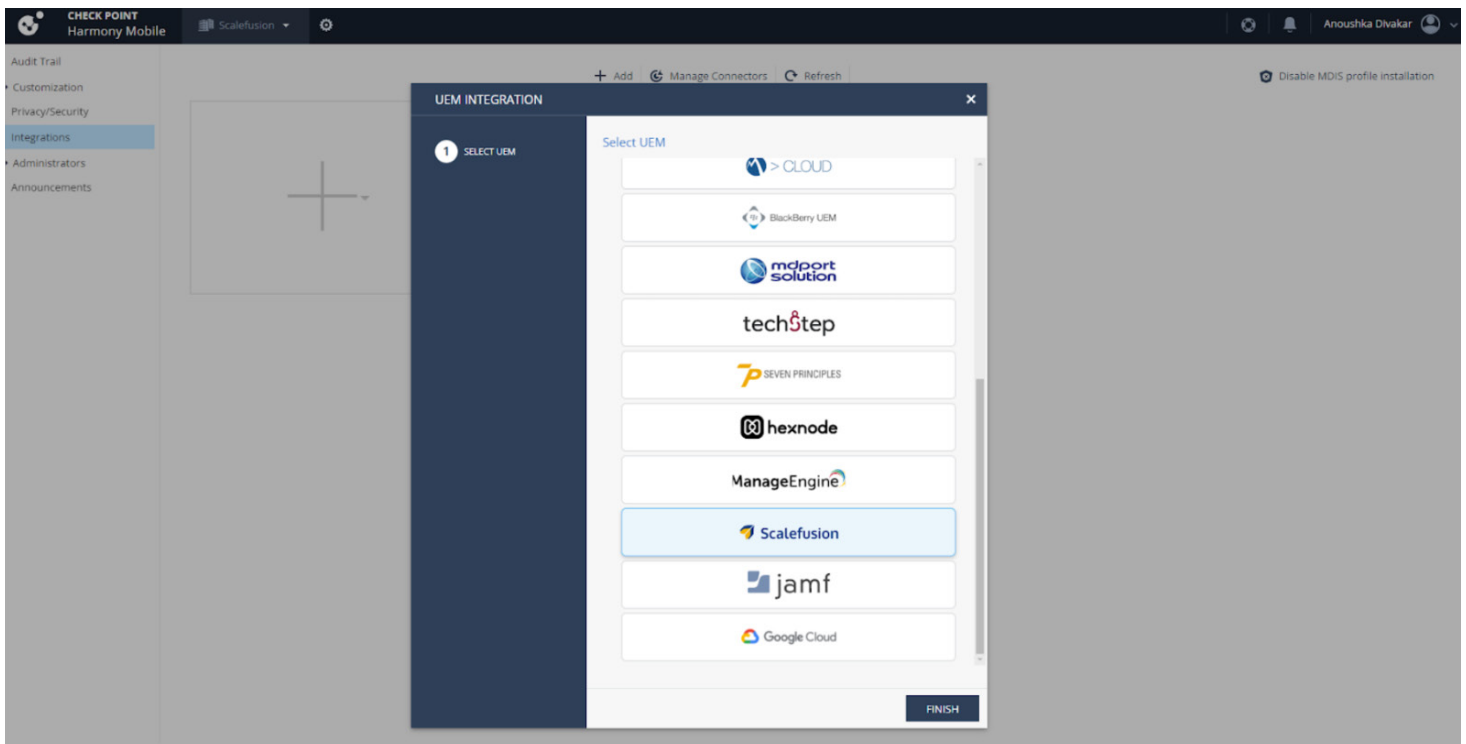 CHECK POINT
Harmony Mobile
Scalefusion
Anoushka Divakar
Audit Trail
Customization
Privacy/Security
Integrations
Administrators
Announcements
Add
Manage Connectors
Refresh
Disable MDIS profile installation
UEM INTEGRATION
1 SELECT UEM
Select UEM
> CLOUD
BlackBerry UEM
mdport
solution
techstep
7P SEVEN PRINCIPLES
hexnode
ManageEngine
Scalefusion
jamf
Google Cloud
FINISH